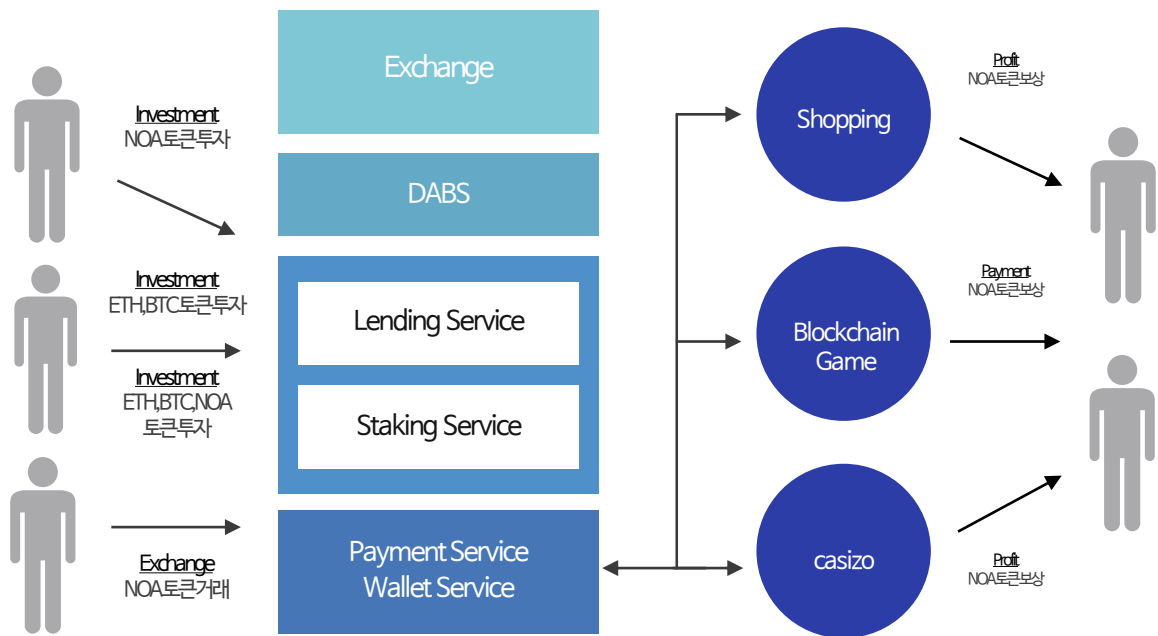 Investment
NOA토큰투자
Investment
ETH,BTC토큰투자
Investment
ETH,BTC,NOA
토큰투자
Exchange
NOA토큰거래
Exchange
DABS
Lending Service
Staking Service
Payment Service
Wallet Service
Shopping
Blockchain
Game
casizo
Profit
NOA토큰보상
Payment
NOA토큰보상
Profit
NOA토큰보상